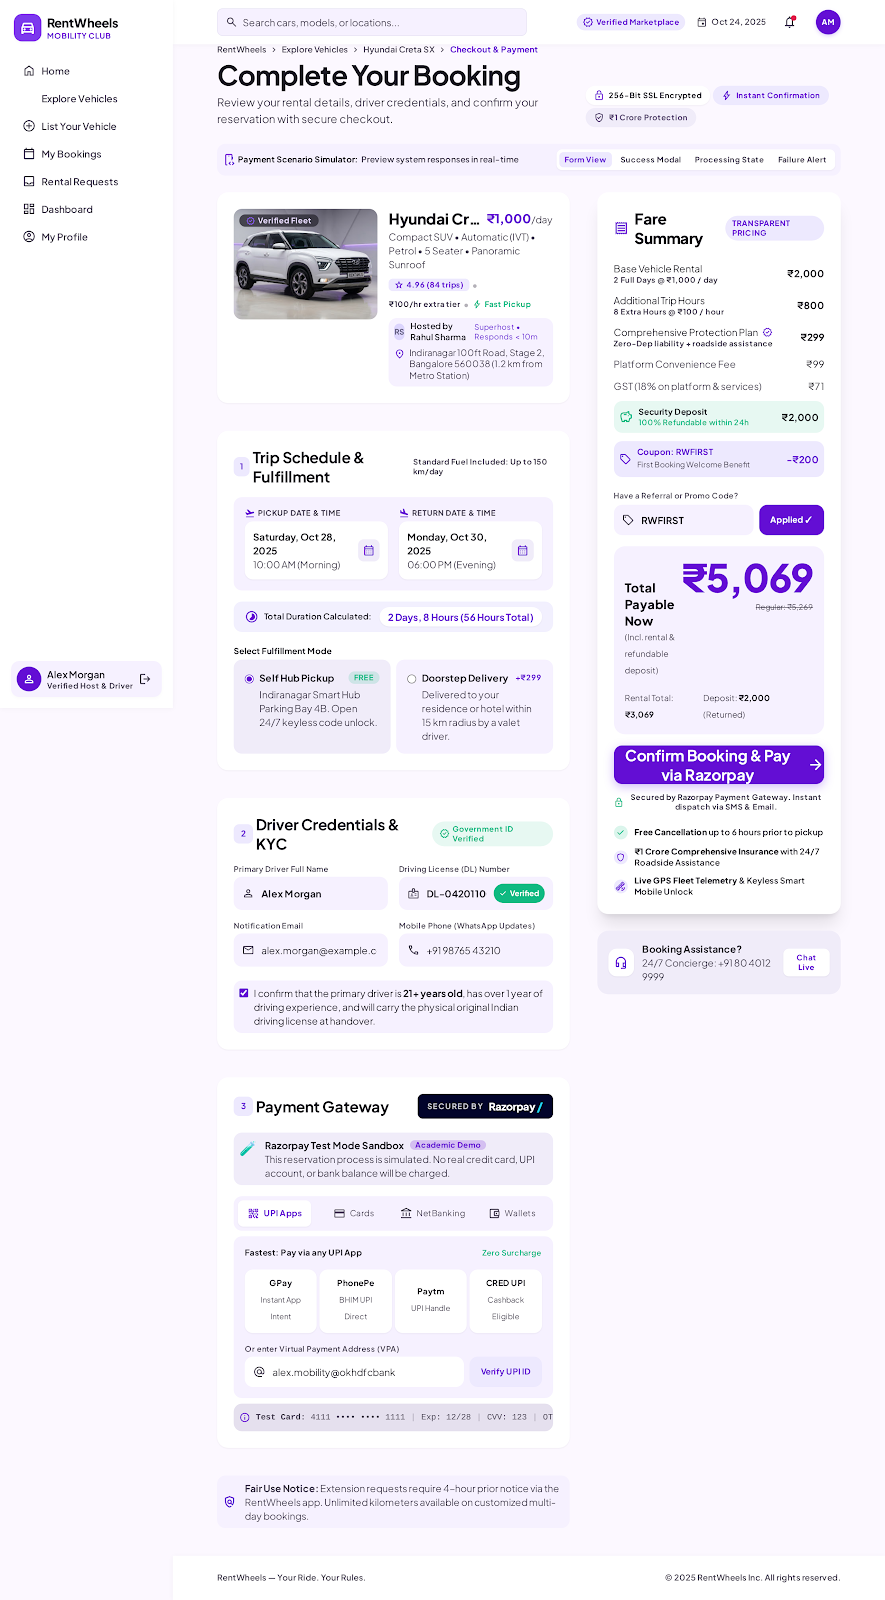 RentWheels
MOBILITY CLUB
Home
Explore Vehicles
List Your Vehicle
My Bookings
Rental Requests
Dashboard
My Profile
Alex Morgan
Verified Host & Driver
Search cars, models, or locations...
Verified Marketplace
Oct 24, 2025
AM
RentWheels > Explore Vehicles > Hyundai Creta SX > Checkout & Payment
Complete Your Booking
Review your rental details, driver credentials, and confirm your
reservation with secure checkout.
256-Bit SSL Encrypted
Instant Confirmation
₹1 Crore Protection
Payment Scenario Simulator: Preview system responses in real-time
Form View
Success Modal
Processing State
Failure Alert
Verified Fleet
Hyundai Cr... ₹1,000/day
Compact SUV • Automatic (IVT) •
Petrol • 5 Seater • Panoramic
Sunroof
4.96 (84 trips) •
₹100/hr extra tier • Fast Pickup
RS
Hosted by
Rahul Sharma
Superhost •
Responds < 10m
Indiranagar 100ft Road, Stage 2,
Bangalore 560038 (1.2 km from
Metro Station)
1
Trip Schedule &
Fulfillment
Standard Fuel Included: Up to 150
km/day
PICKUP DATE & TIME
Saturday, Oct 28,
2025
10:00 AM (Morning)
RETURN DATE & TIME
Monday, Oct 30,
2025
06:00 PM (Evening)
Total Duration Calculated:
2 Days, 8 Hours (56 Hours Total)
Select Fulfillment Mode
Self Hub Pickup
FREE
Indiranagar Smart Hub
Parking Bay 4B. Open
24/7 keyless code unlock.
Doorstep Delivery
+₹299
Delivered to your
residence or hotel within
15 km radius by a valet
driver.
2
Driver Credentials &
KYC
Government ID
Verified
Primary Driver Full Name
Alex Morgan
Driving License (DL) Number
DL-0420110
✓ Verified
Notification Email
alex.morgan@example.c
Mobile Phone (WhatsApp Updates)
+91 98765 43210
I confirm that the primary driver is 21+ years old, has over 1 year of
driving experience, and will carry the physical original Indian
driving license at handover.
3
Payment Gateway
SECURED BY Razorpay
Razorpay Test Mode Sandbox
Academic Demo
This reservation process is simulated. No real credit card, UPI
account, or bank balance will be charged.
UPI Apps
Cards
NetBanking
Wallets
Fastest: Pay via any UPI App
Zero Surcharge
GPay
Instant App
Intent
PhonePe
BHIM UPI
Direct
Paytm
UPI Handle
CRED UPI
Cashback
Eligible
Or enter Virtual Payment Address (VPA)
alex.mobility@okhdfcbank
Verify UPI ID
Test Card: 4111 •••• •••• 1111 | Exp: 12/28 | CVV: 123 | OT
Fair Use Notice: Extension requests require 4-hour prior notice via the
RentWheels app. Unlimited kilometers available on customized multi-
day bookings.
Fare
Summary
TRANSPARENT
PRICING
Base Vehicle Rental
2 Full Days @ ₹1,000 / day
₹2,000
Additional Trip Hours
8 Extra Hours @ ₹100 / hour
₹800
Comprehensive Protection Plan
Zero-Dep liability + roadside assistance
₹299
Platform Convenience Fee
₹99
GST (18% on platform & services)
₹71
Security Deposit
100% Refundable within 24h
₹2,000
Coupon: RWFIRST
First Booking Welcome Benefit
-₹200
Have a Referral or Promo Code?
RWFIRST
Applied ✓
Total
Payable
Now
(Incl. rental &
refundable
deposit)
₹5,069
Regular: ₹5,269
Rental Total:
₹3,069
Deposit: ₹2,000
(Returned)
Confirm Booking & Pay
via Razorpay
Secured by Razorpay Payment Gateway. Instant
dispatch via SMS & Email.
Free Cancellation up to 6 hours prior to pickup
₹1 Crore Comprehensive Insurance with 24/7
Roadside Assistance
Live GPS Fleet Telemetry & Keyless Smart
Mobile Unlock
Booking Assistance?
24/7 Concierge: +91 80 4012
9999
Chat
Live
RentWheels — Your Ride. Your Rules.
© 2025 RentWheels Inc. All rights reserved.